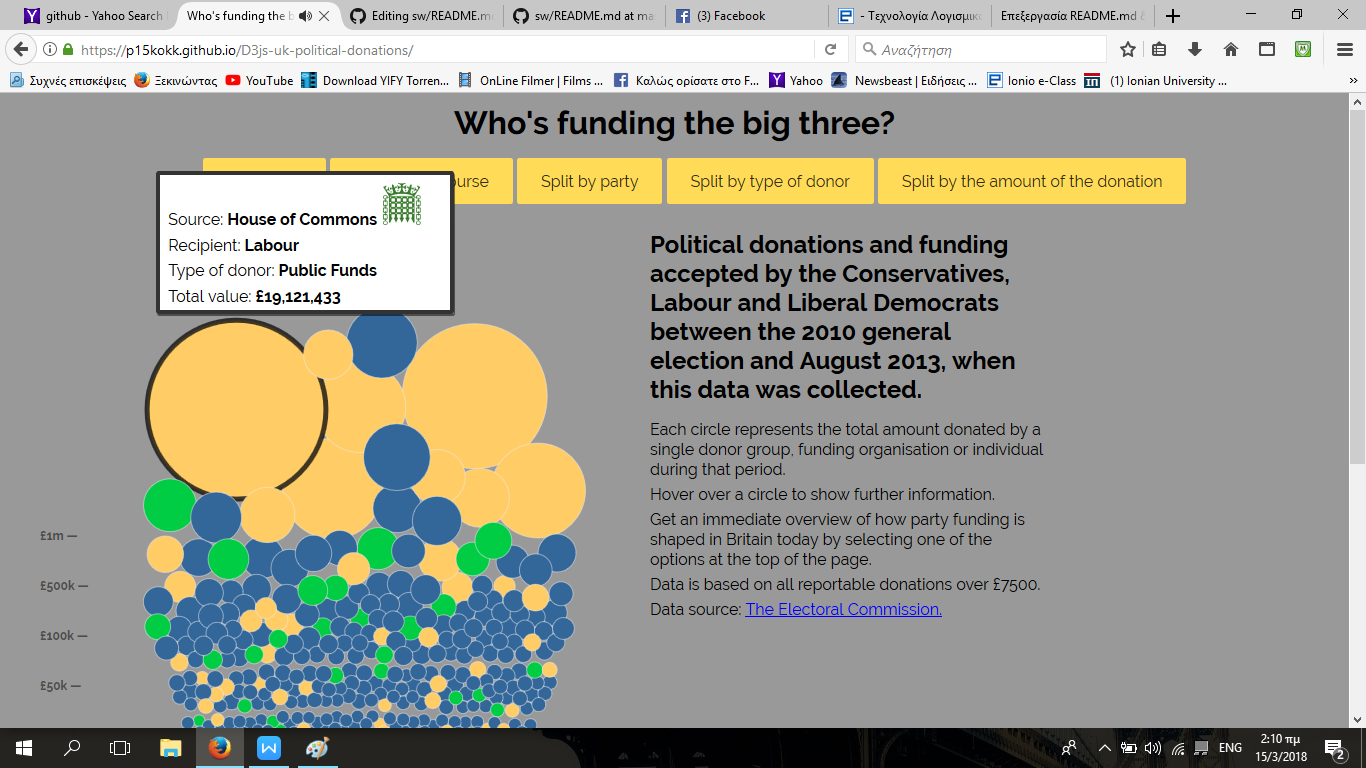 github - Yahoo Search
Who's funding the b
Editing sw/README.m
sw/README.md at ma
(3) Facebook
- Τεχνολογία Λογισμικ
Επεξεργασία README.md
https://p15kokk.github.io/D3js-uk-political-donations/
Αναζήτηση
Συχνές επισκέψεις
Ξεκινώντας
YouTube
Download YIFY Torren...
OnLine Filmer | Films ...
Καλώς ορίσατε στο F...
Yahoo
Newsbeast | Ειδήσεις ...
Ionio e-Class
(1) Ionian University ...
Who's funding the big three?
ourse
Split by party
Split by type of donor
Split by the amount of the donation
Source: House of Commons
Recipient: Labour
Type of donor: Public Funds
Total value: £19,121,433
Political donations and funding
accepted by the Conservatives,
Labour and Liberal Democrats
between the 2010 general
election and August 2013, when
this data was collected.
Each circle represents the total amount donated by a
single donor group, funding organisation or individual
during that period.
Hover over a circle to show further information.
Get an immediate overview of how party funding is
shaped in Britain today by selecting one of the
options at the top of the page.
Data is based on all reportable donations over £7500.
Data source: The Electoral Commission.
£1m —
£500k —
£100k —
£50k —
ΕΝG
2:10 πμ
15/3/2018
2